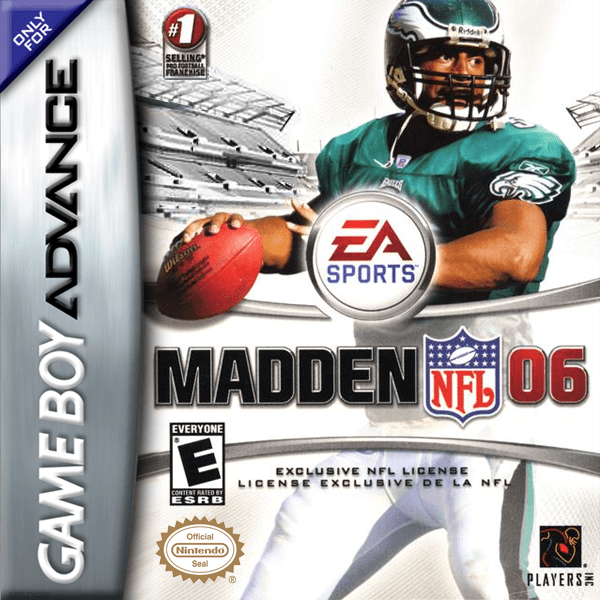 ONLY
FOR
GAME BOY ADVANCE
#1
SELLING*
PRO FOOTBALL
FRANCHISE
Riddell
EAGLES
Wilson
EA
SPORTS™
MADDEN NFL 06
EVERYONE
E
®
CONTENT RATED BY
ESRB
EXCLUSIVE NFL LICENSE
LICENSE EXCLUSIVE DE LA NFL
Official
Nintendo
Seal
®
PLAYERS INC